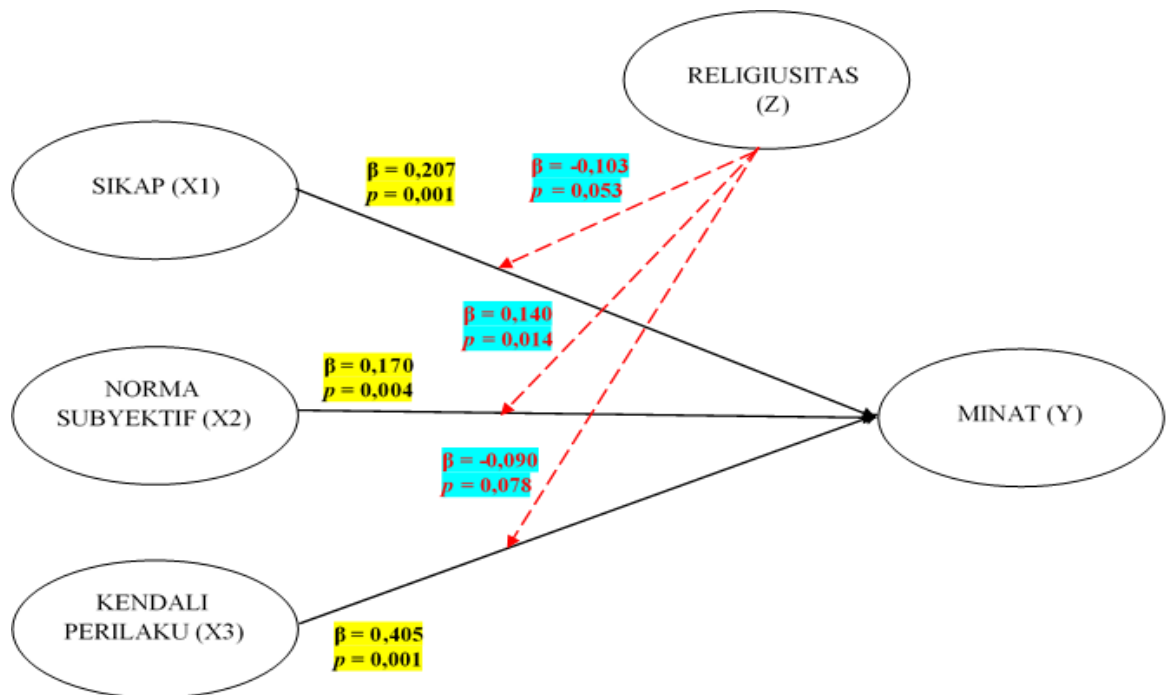 RELIGIUSITAS
(Z)
SIKAP (X1)
β = 0,207
p = 0,001
β = -0,103
p = 0,053
β = 0,140
p = 0,014
NORMA
SUBYEKTIF (X2)
β = 0,170
p = 0,004
MINAT (Y)
β = -0,090
p = 0,078
KENDALI
PERILAKU (X3)
β = 0,405
p = 0,001